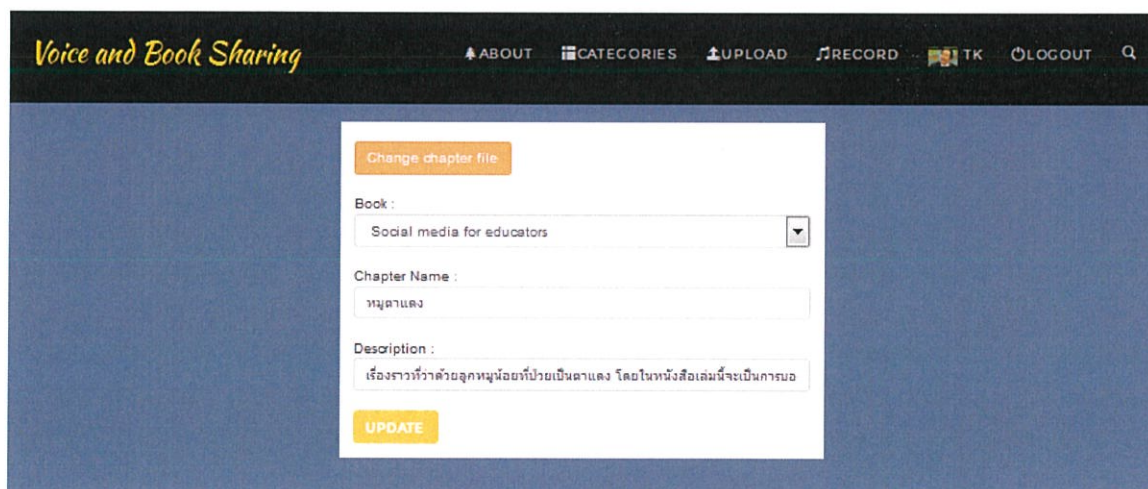 Voice and Book Sharing
ABOUT CATEGORIES UPLOAD RECORD TK LOGOUT
Change chapter file
Book :
Social media for educators
Chapter Name :
หมูตาแดง
Description :
เรื่องราวที่ว่าด้วยลูกหมูน้อยที่ป่วยเป็นตาแดง โดยในหนังสือเล่มนี้จะเป็นการบอ
UPDATE